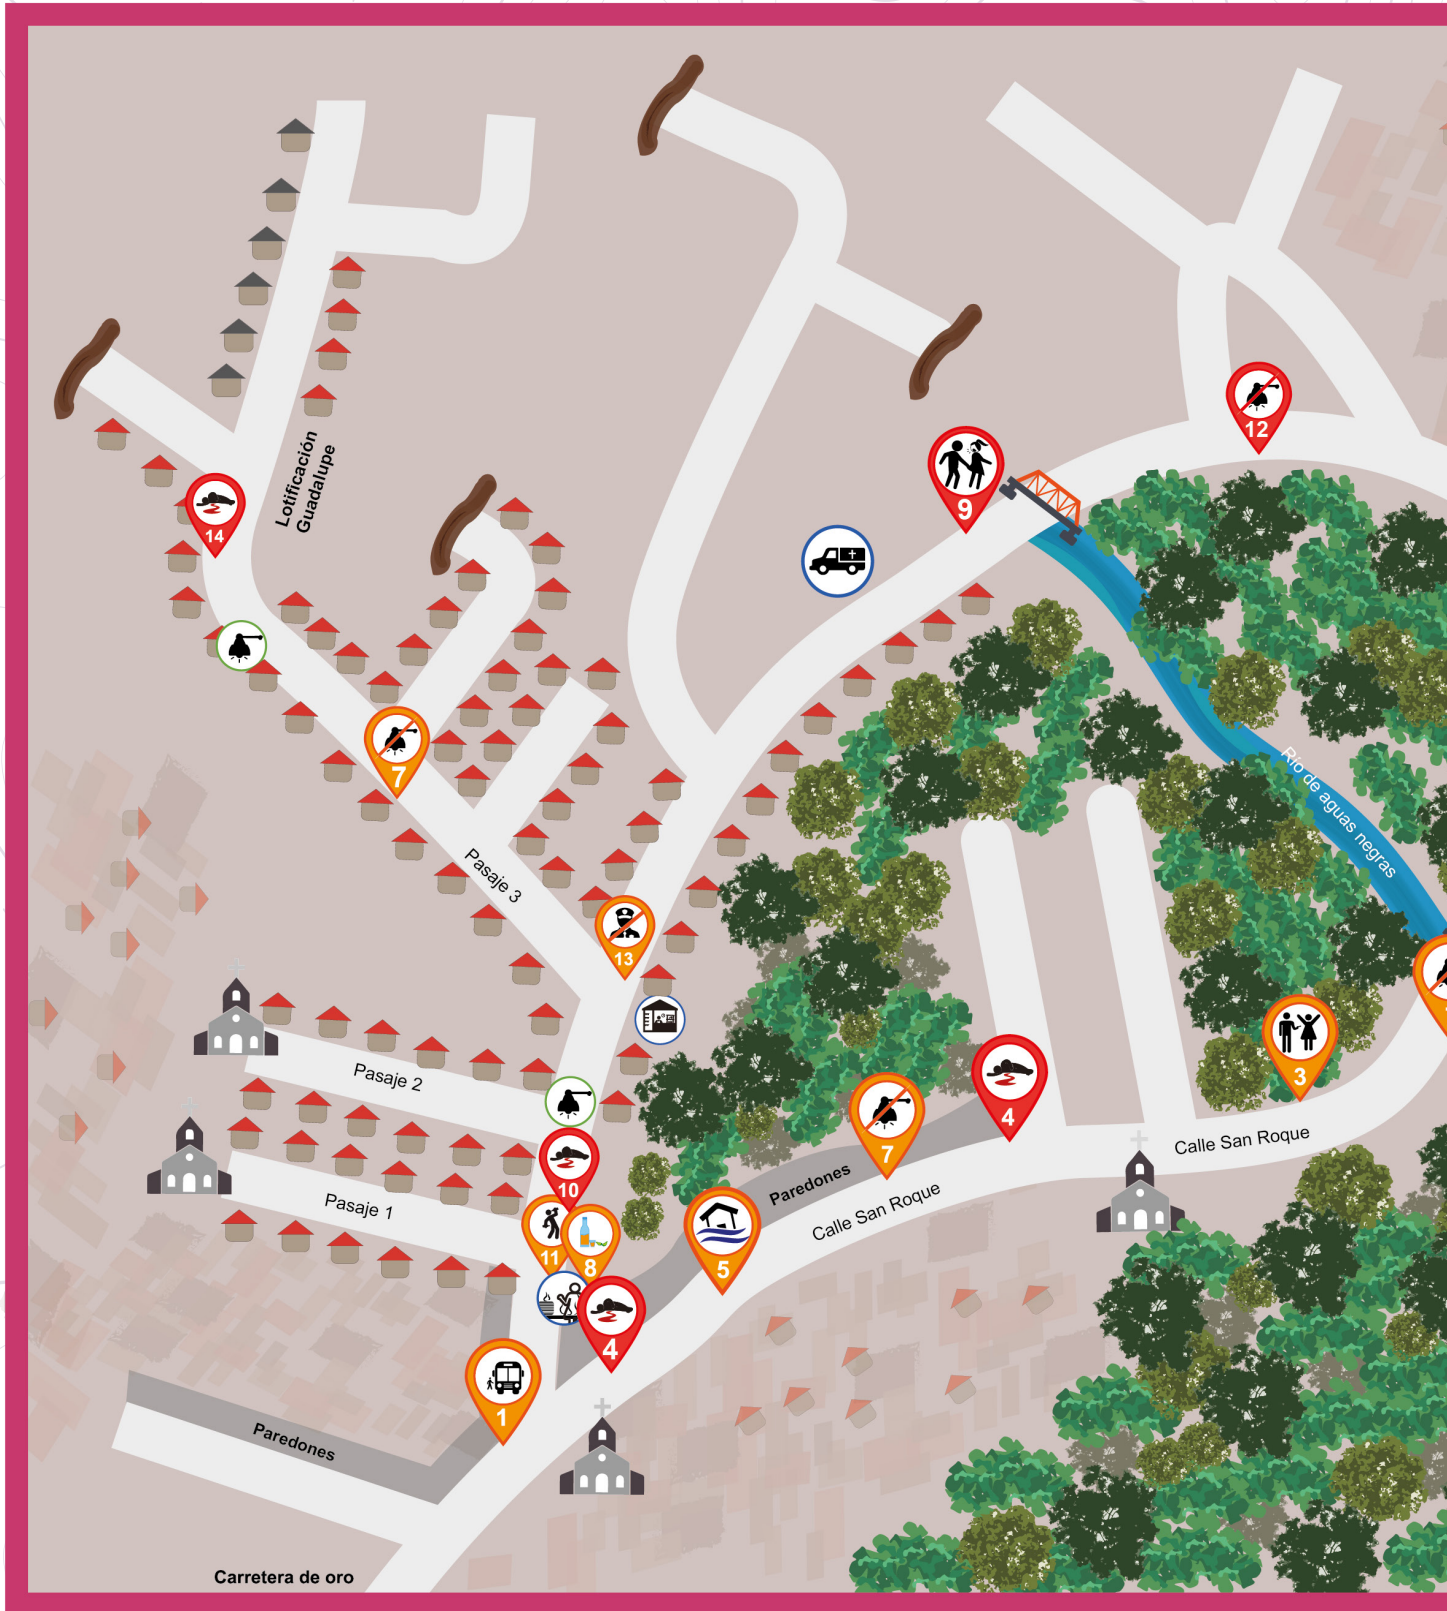 12
9
Lotificación
Guadalupe
14
7
Río de aguas negras
Pasaje 3
13
Pasaje 2
3
4
7
Calle San Roque
10
Paredones
Pasaje 1
Calle San Roque
11
8
5
4
1
Paredones
Carretera de oro